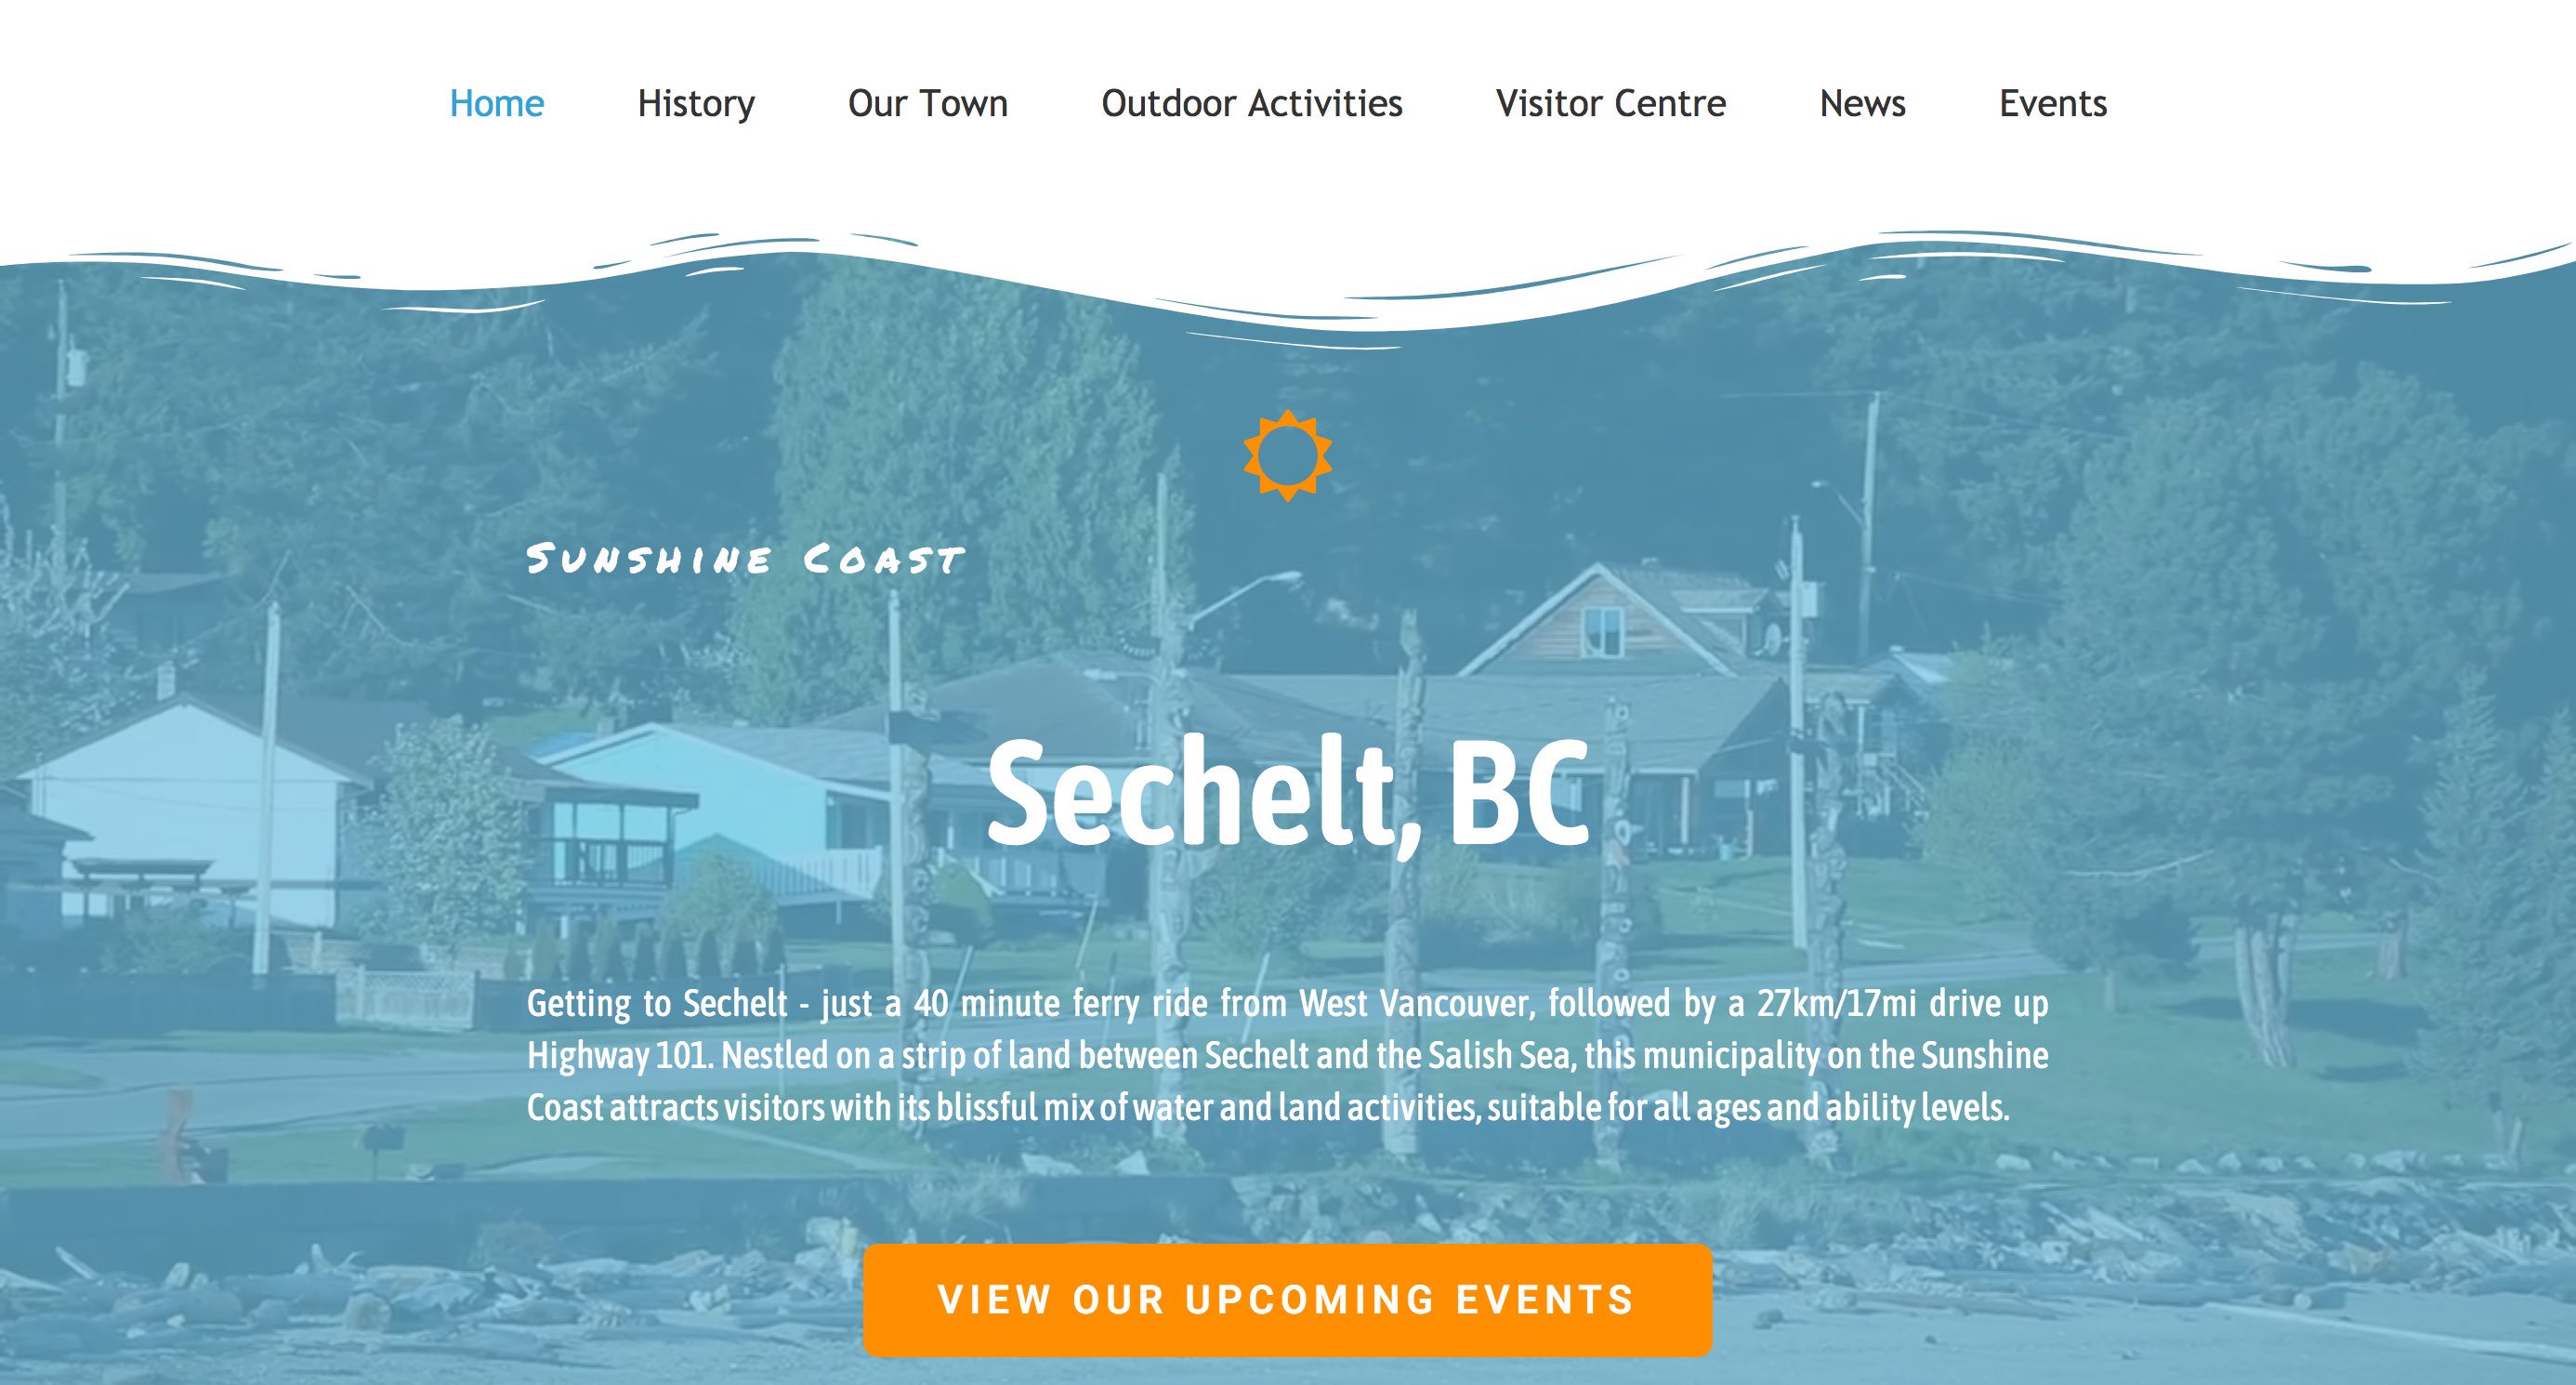 Home History Our Town Outdoor Activities Visitor Centre News Events
Sunshine Coast
Sechelt, BC
Getting to Sechelt - just a 40 minute ferry ride from West Vancouver, followed by a 27km/17mi drive up
Highway 101. Nestled on a strip of land between Sechelt and the Salish Sea, this municipality on the Sunshine
Coast attracts visitors with its blissful mix of water and land activities, suitable for all ages and ability levels.
VIEW OUR UPCOMING EVENTS